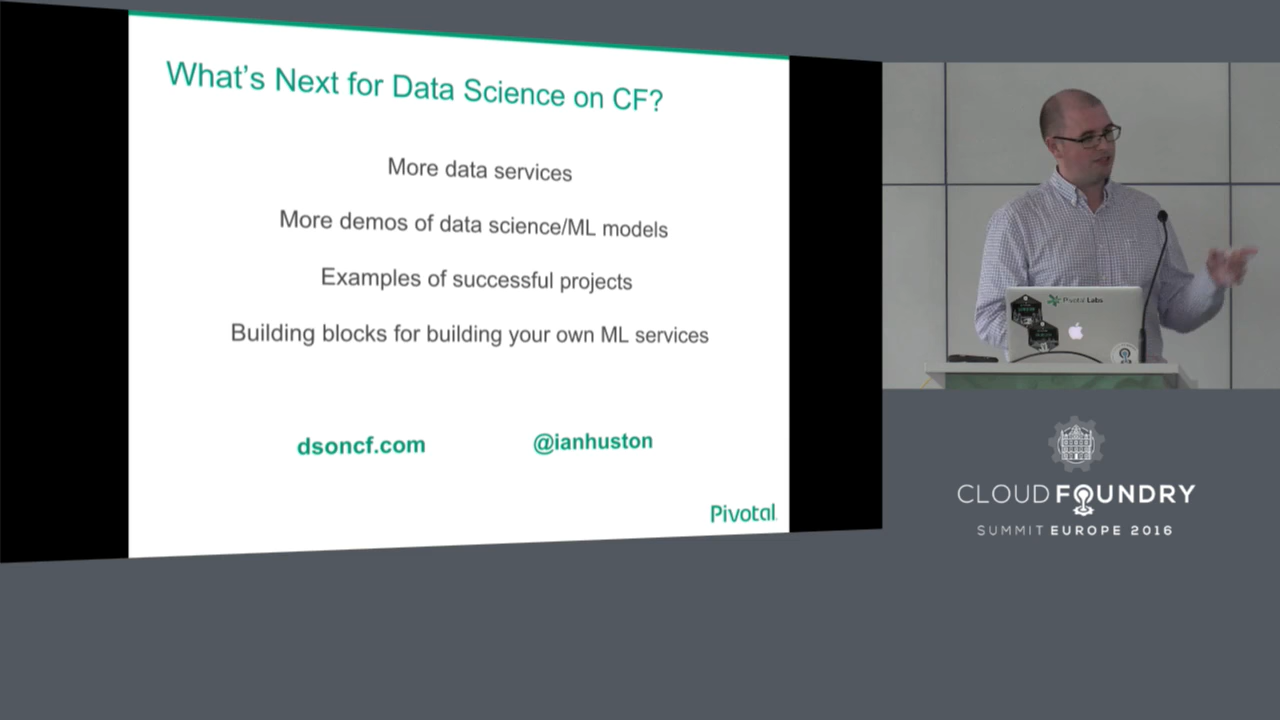 What's Next for Data Science on CF?
More data services
More demos of data science/ML models
Examples of successful projects
Building blocks for building your own ML services
dsoncf.com
@ianhuston
Pivotal
Pivotal Labs
CLOUD FOUNDRY
SUMMIT EUROPE 2016